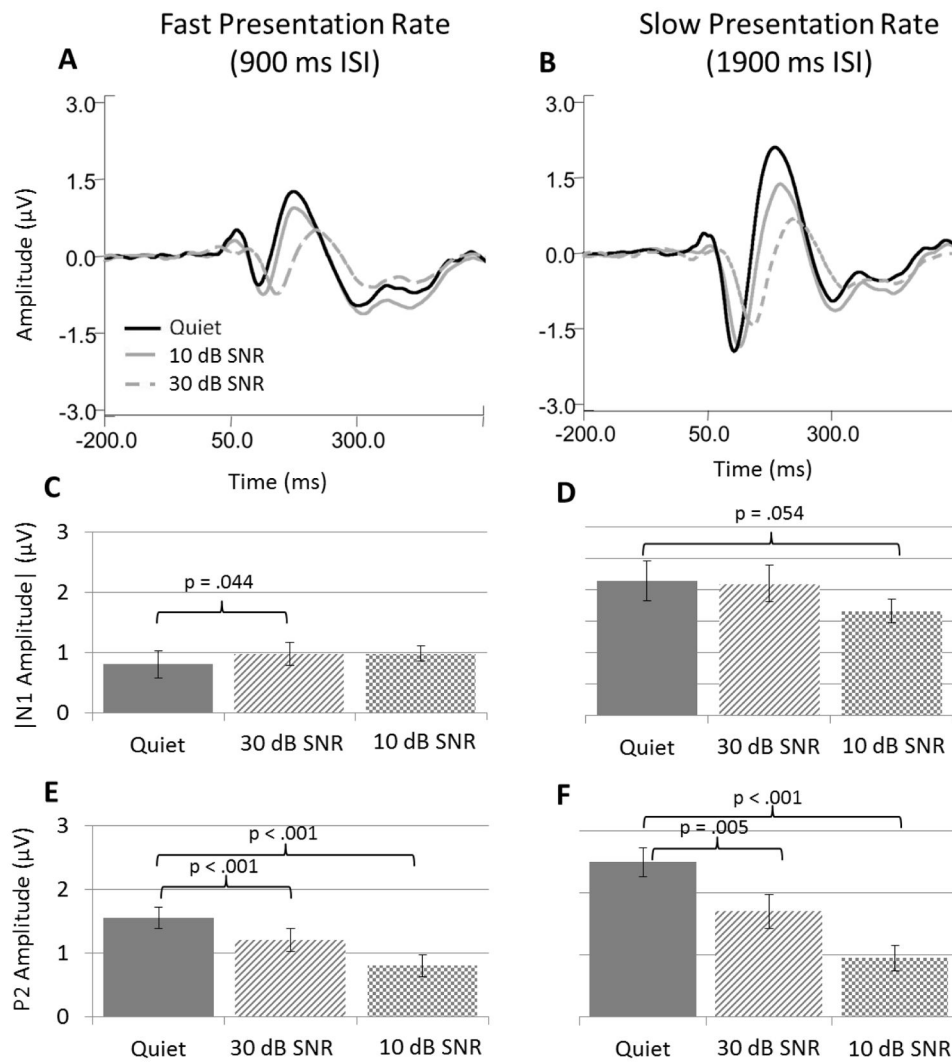 Fast Presentation Rate
(900 ms ISI)
Slow Presentation Rate
(1900 ms ISI)
A
B
3.0
1.5
0.0
-1.5
-3.0
-200.0
50.0
300.0
Amplitude (µV)
Time (ms)
Quiet
10 dB SNR
30 dB SNR
3.0
1.5
0.0
-1.5
-3.0
-200.0
50.0
300.0
Time (ms)
C
3
2
1
0
|N1 Amplitude| (µV)
p = .044
Quiet
30 dB SNR
10 dB SNR
D
p = .054
Quiet
30 dB SNR
10 dB SNR
E
3
2
1
0
P2 Amplitude (µV)
p < .001
p < .001
Quiet
30 dB SNR
10 dB SNR
F
p < .001
p = .005
Quiet
30 dB SNR
10 dB SNR